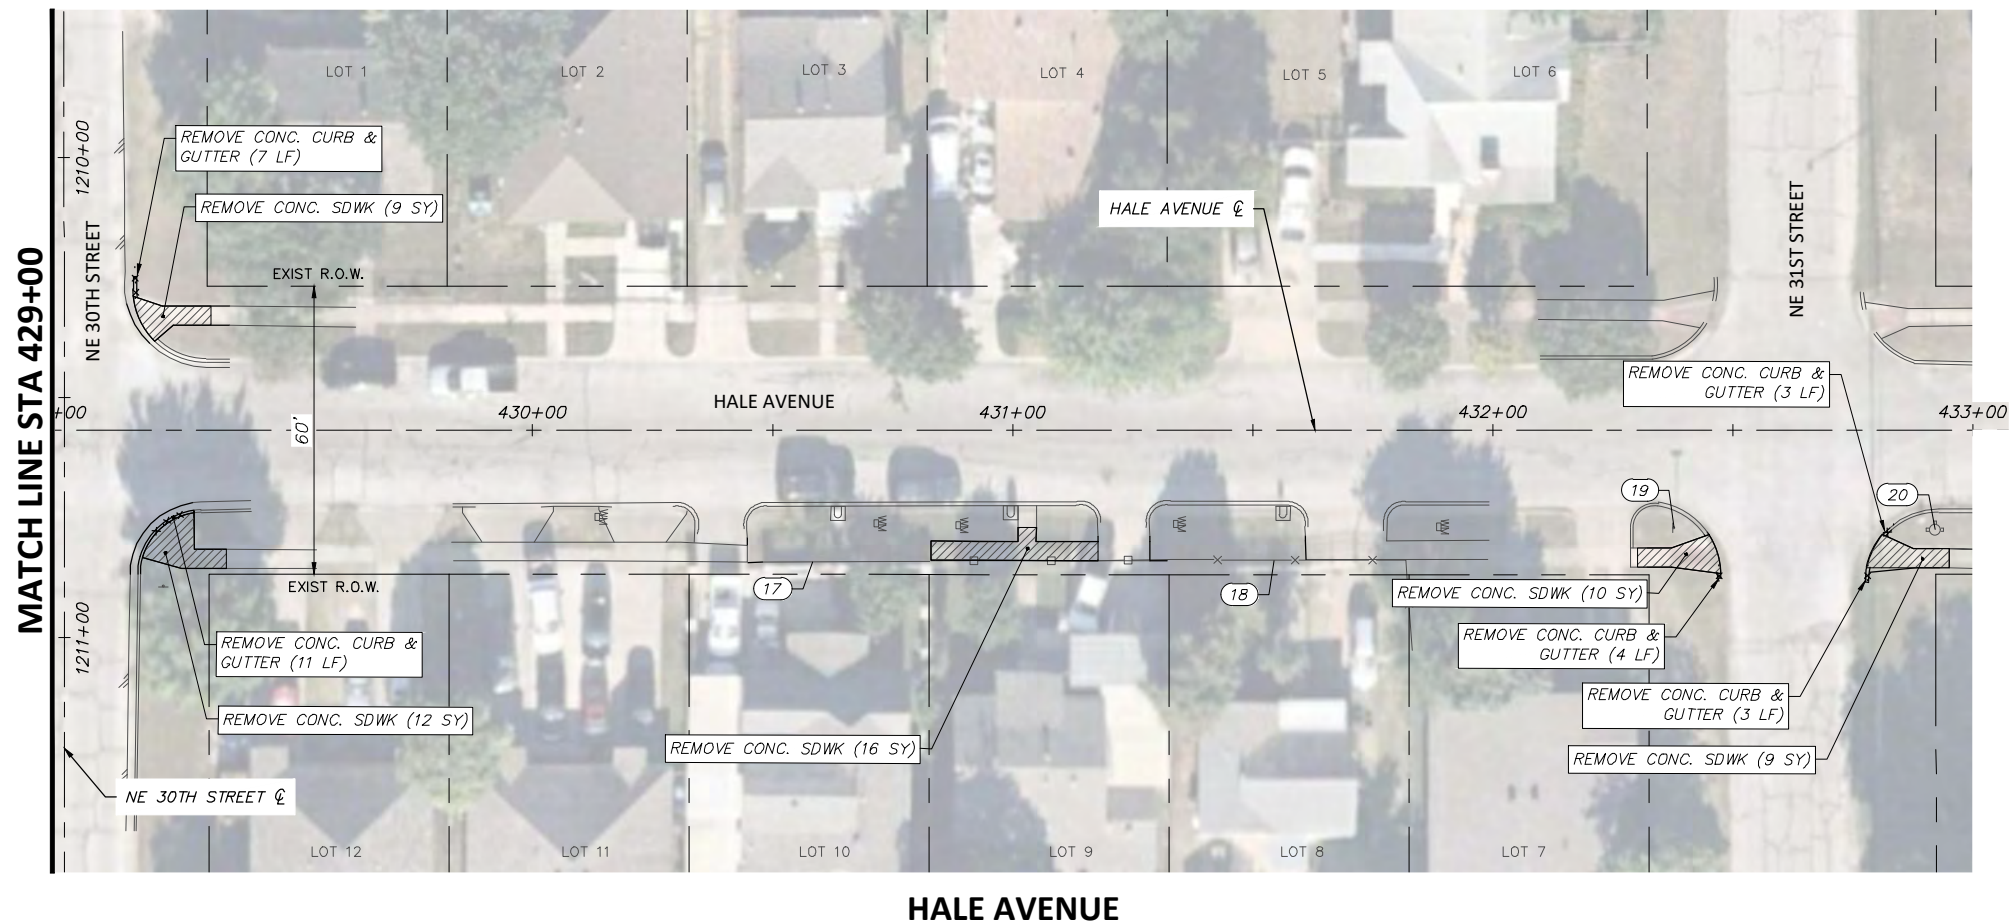 LOT 1
LOT 2
LOT 3
LOT 4
LOT 5
LOT 6
1210+00
REMOVE CONC. CURB &
GUTTER (7 LF)
REMOVE CONC. SDWK (9 SY)
HALE AVENUE ℄
NE 30TH STREET
NE 31ST STREET
MATCH LINE STA 429+00
EXIST R.O.W.
60'
REMOVE CONC. CURB &
GUTTER (3 LF)
HALE AVENUE
+00
430+00
431+00
432+00
433+00
19
20
WM
WM
WM
WM
WM
17
18
EXIST R.O.W.
REMOVE CONC. SDWK (10 SY)
1211+00
REMOVE CONC. CURB &
GUTTER (11 LF)
REMOVE CONC. CURB &
GUTTER (4 LF)
REMOVE CONC. CURB &
GUTTER (3 LF)
REMOVE CONC. SDWK (12 SY)
REMOVE CONC. SDWK (16 SY)
REMOVE CONC. SDWK (9 SY)
NE 30TH STREET ℄
LOT 12
LOT 11
LOT 10
LOT 9
LOT 8
LOT 7
HALE AVENUE